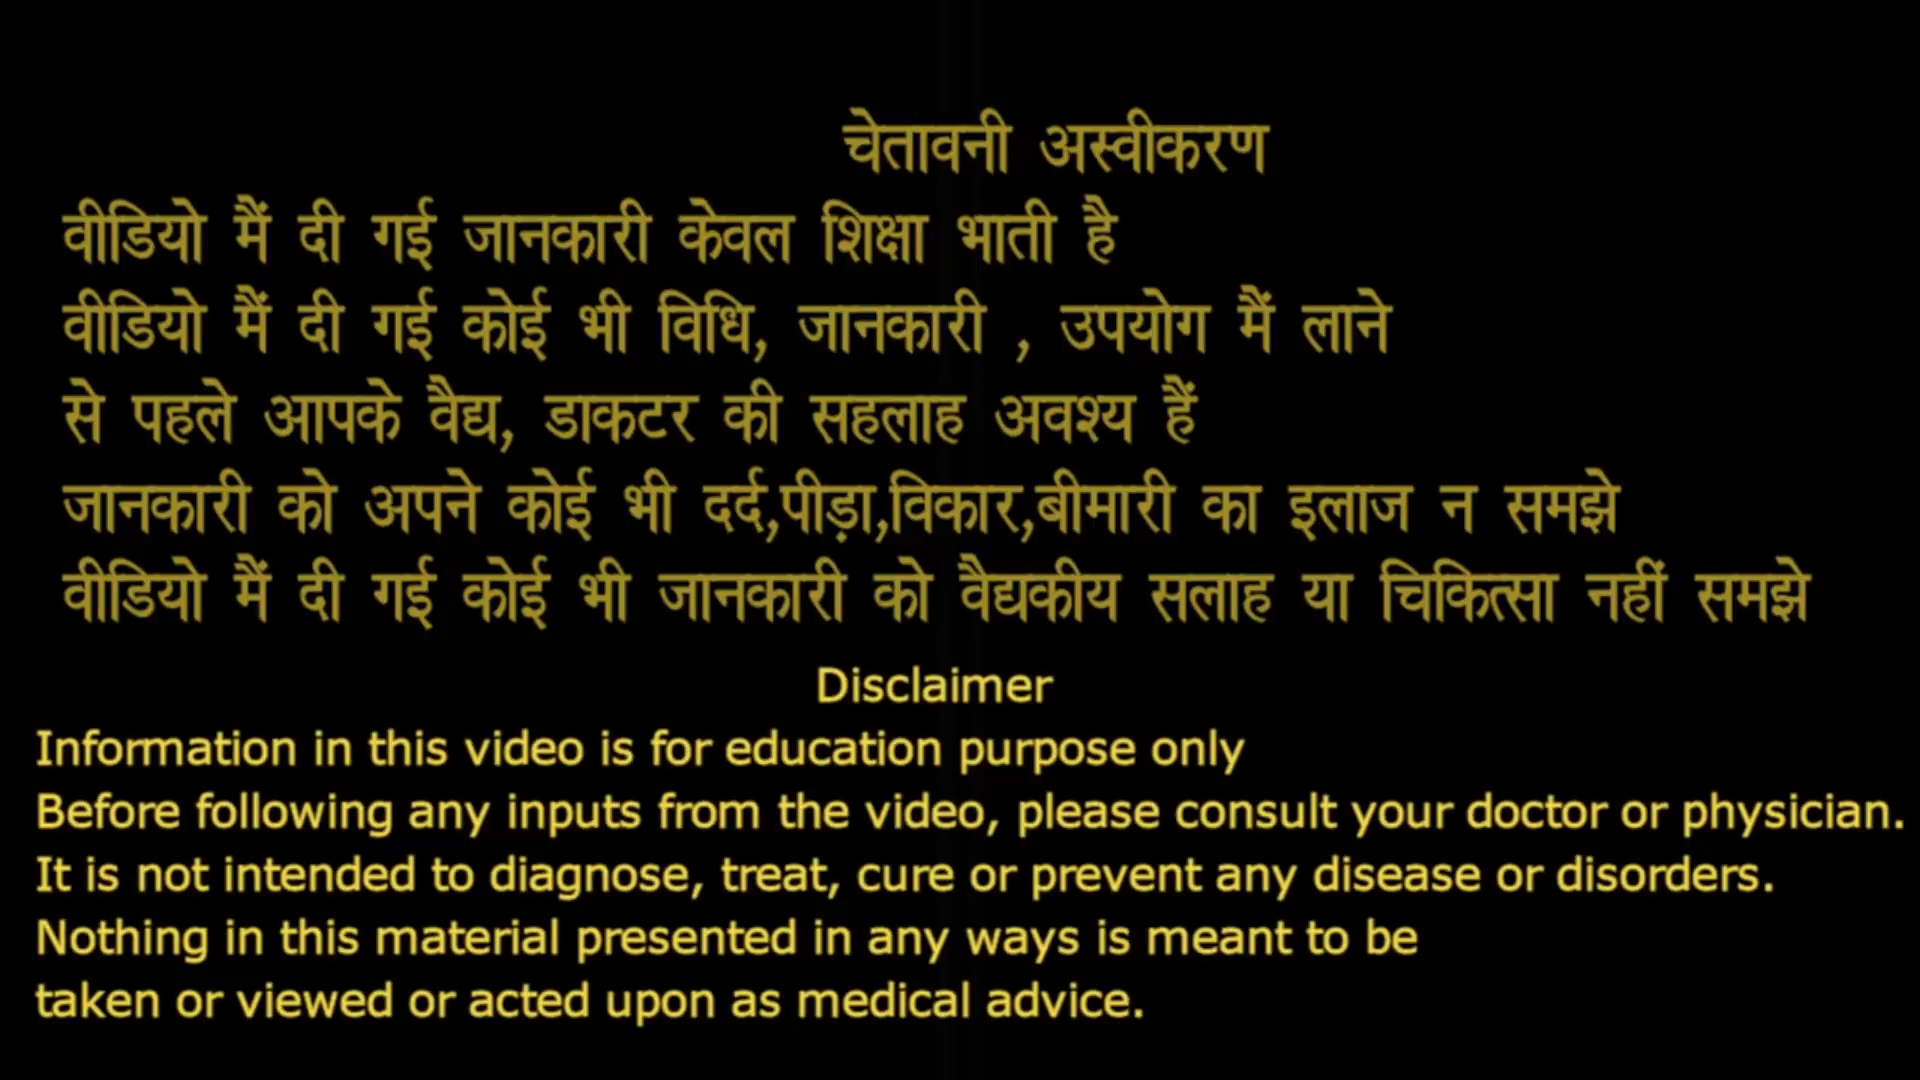 चेतावनी अस्वीकरण
वीडियो मैं दी गई जानकारी केवल शिक्षा भाती है
वीडियो मैं दी गई कोई भी विधि, जानकारी , उपयोग मैं लाने
से पहले आपके वैद्य, डाकटर की सहलाह अवश्य हैं
जानकारी को अपने कोई भी दर्द,पीड़ा,विकार,बीमारी का इलाज न समझे
वीडियो मैं दी गई कोई भी जानकारी को वैद्यकीय सलाह या चिकित्सा नहीं समझे
Disclaimer
Information in this video is for education purpose only
Before following any inputs from the video, please consult your doctor or physician.
It is not intended to diagnose, treat, cure or prevent any disease or disorders.
Nothing in this material presented in any ways is meant to be
taken or viewed or acted upon as medical advice.